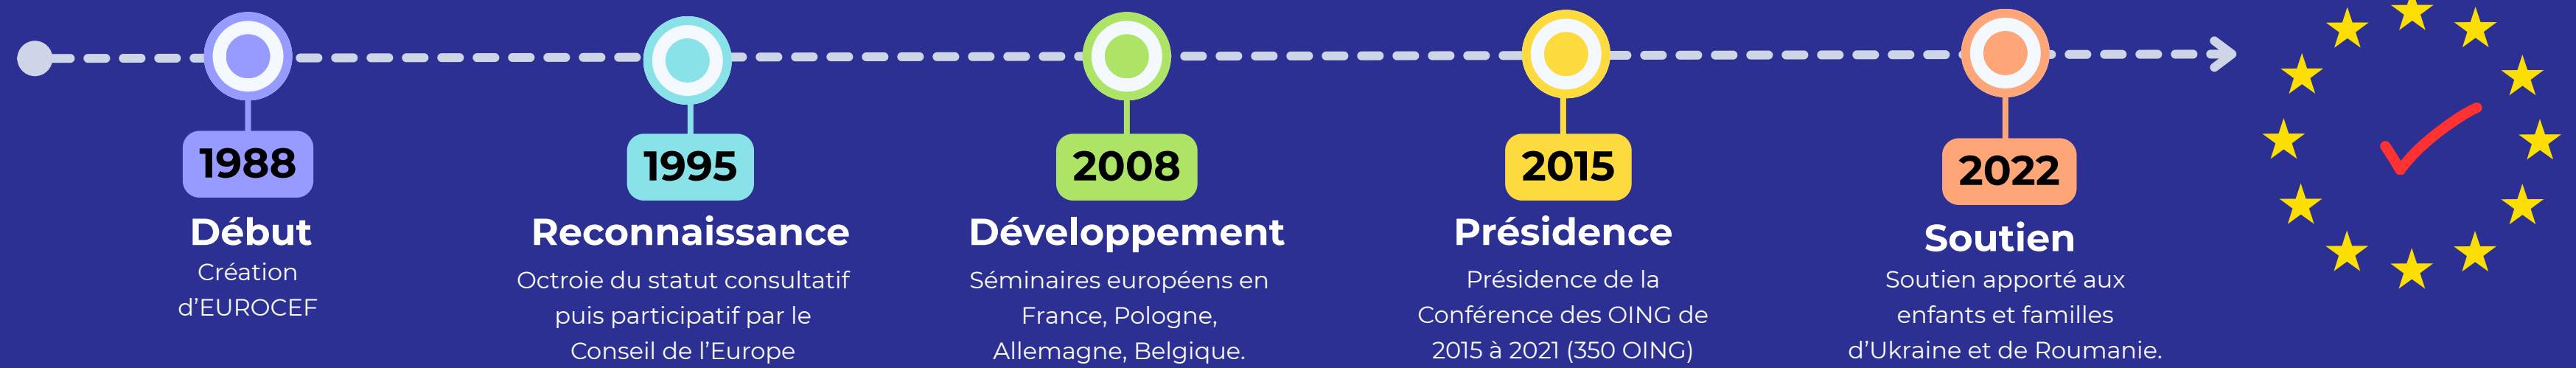 1988
Début
Création
d’EUROCEF
1995
Reconnaissance
Octroie du statut consultatif
puis participatif par le
Conseil de l’Europe
2008
Développement
Séminaires européens en
France, Pologne,
Allemagne, Belgique.
2015
Présidence
Présidence de la
Conférence des OING de
2015 à 2021 (350 OING)
2022
Soutien
Soutien apporté aux
enfants et familles
d’Ukraine et de Roumanie.